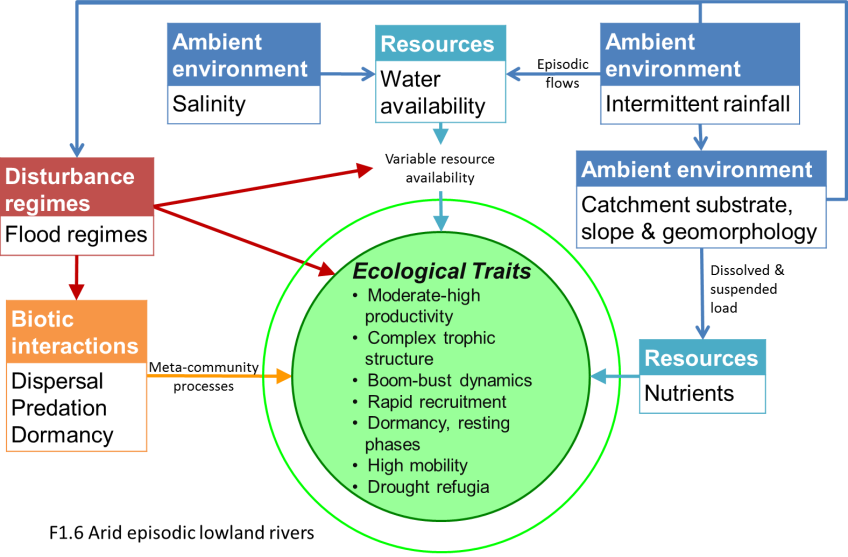 Ambient
environment
Salinity
Resources
Water
availability
Episodic
flows
Ambient
environment
Intermittent rainfall
Variable resource
availability
Ambient environment
Catchment substrate,
slope & geomorphology
Disturbance
regimes
Flood regimes
Dissolved &
suspended
load
Ecological Traits
• Moderate-high
productivity
• Complex trophic
structure
• Boom-bust dynamics
• Rapid recruitment
• Dormancy, resting
phases
• High mobility
• Drought refugia
Biotic
interactions
Dispersal
Predation
Dormancy
Meta-community
processes
Resources
Nutrients
F1.6 Arid episodic lowland rivers